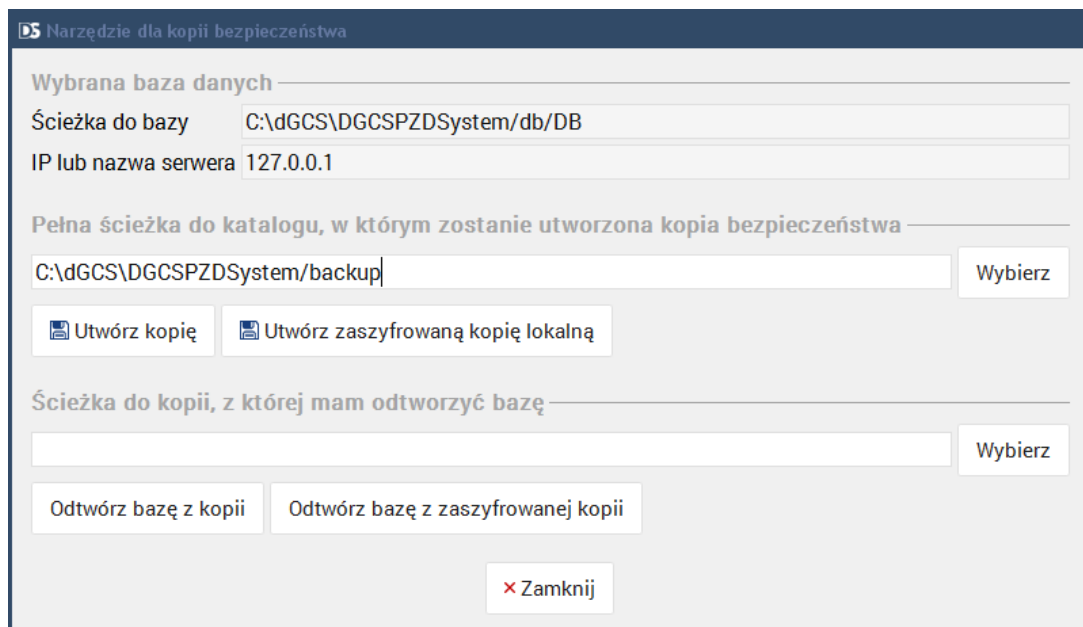 DS Narzędzie dla kopii bezpieczeństwa
Wybrana baza danych
Ścieżka do bazy C:\dGCS\DGCSPZDSystem/db/DB
IP lub nazwa serwera 127.0.0.1
Pełna ścieżka do katalogu, w którym zostanie utworzona kopia bezpieczeństwa
C:\dGCS\DGCSPZDSystem/backup Wybierz
Utwórz kopię Utwórz zaszyfrowaną kopię lokalną
Ścieżka do kopii, z której mam odtworzyć bazę
Wybierz
Odtwórz bazę z kopii Odtwórz bazę z zaszyfrowanej kopii
Zamknij